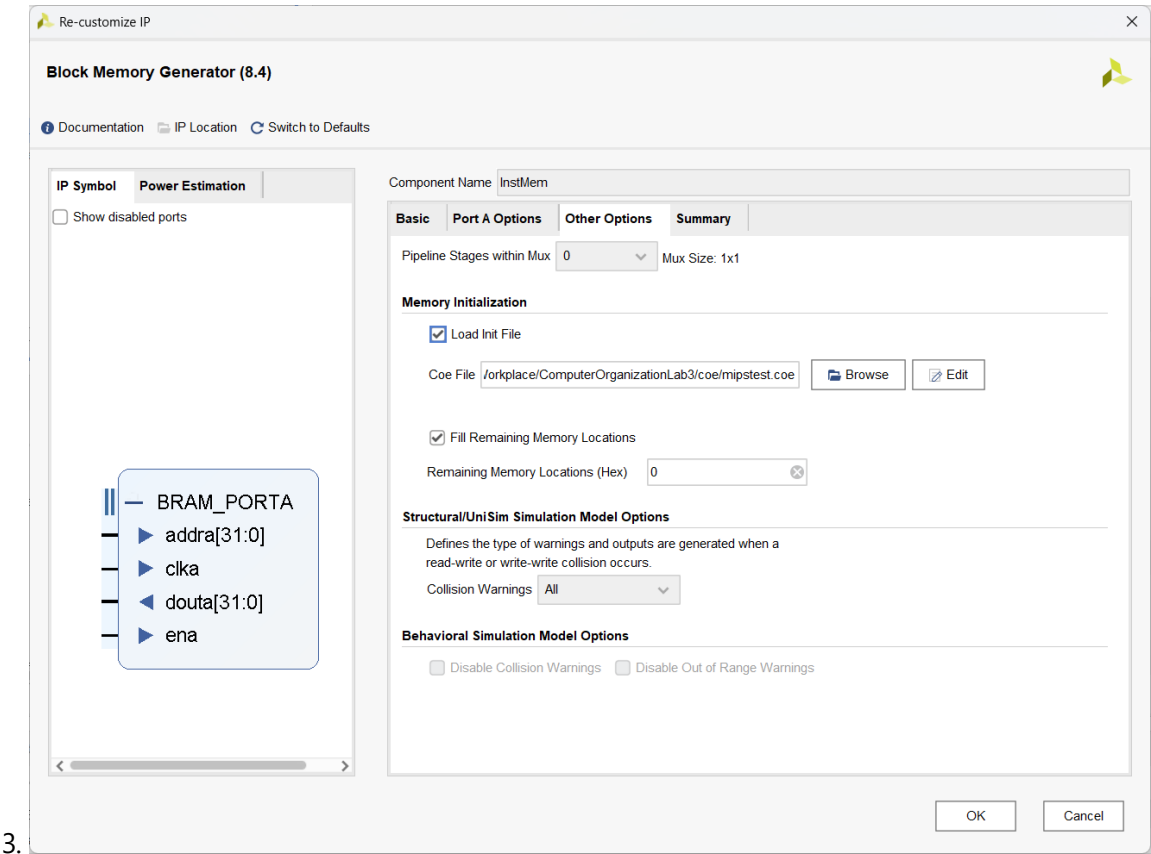 Re-customize IP
Block Memory Generator (8.4)
Documentation IP Location Switch to Defaults
IP Symbol Power Estimation
Show disabled ports
BRAM_PORTA
addra[31:0]
clka
douta[31:0]
ena
Component Name InstMem
Basic Port A Options Other Options Summary
Pipeline Stages within Mux 0 Mux Size: 1x1
Memory Initialization
Load Init File
Coe File /orkplace/ComputerOrganizationLab3/coe/mipstest.coe Browse Edit
Fill Remaining Memory Locations
Remaining Memory Locations (Hex) 0
Structural/UniSim Simulation Model Options
Defines the type of warnings and outputs are generated when a
read-write or write-write collision occurs.
Collision Warnings All
Behavioral Simulation Model Options
Disable Collision Warnings Disable Out of Range Warnings
OK Cancel
3.